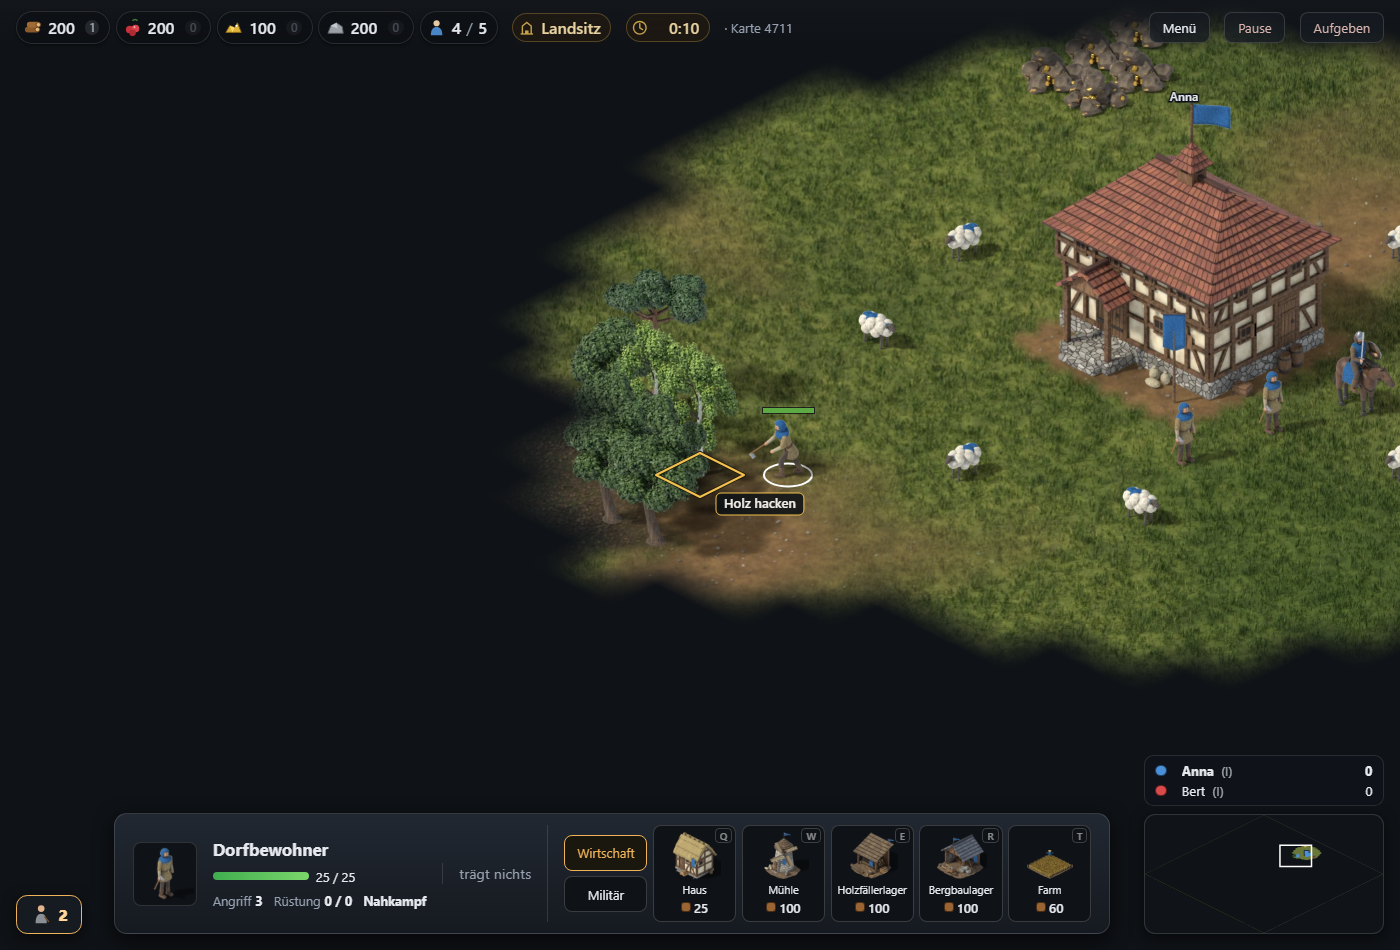 200 1 200 0 100 0 200 0 4 / 5 Landsitz 0:10 · Karte 4711 Menü Pause Aufgeben
Anna
Holz hacken
Anna (I) 0
Bert (I) 0
Dorfbewohner
25 / 25
Angriff 3 Rüstung 0 / 0 Nahkampf
trägt nichts
Wirtschaft
Militär
Q W E R T
Haus Mühle Holzfällerlager Bergbaulager Farm
25 100 100 100 60
2